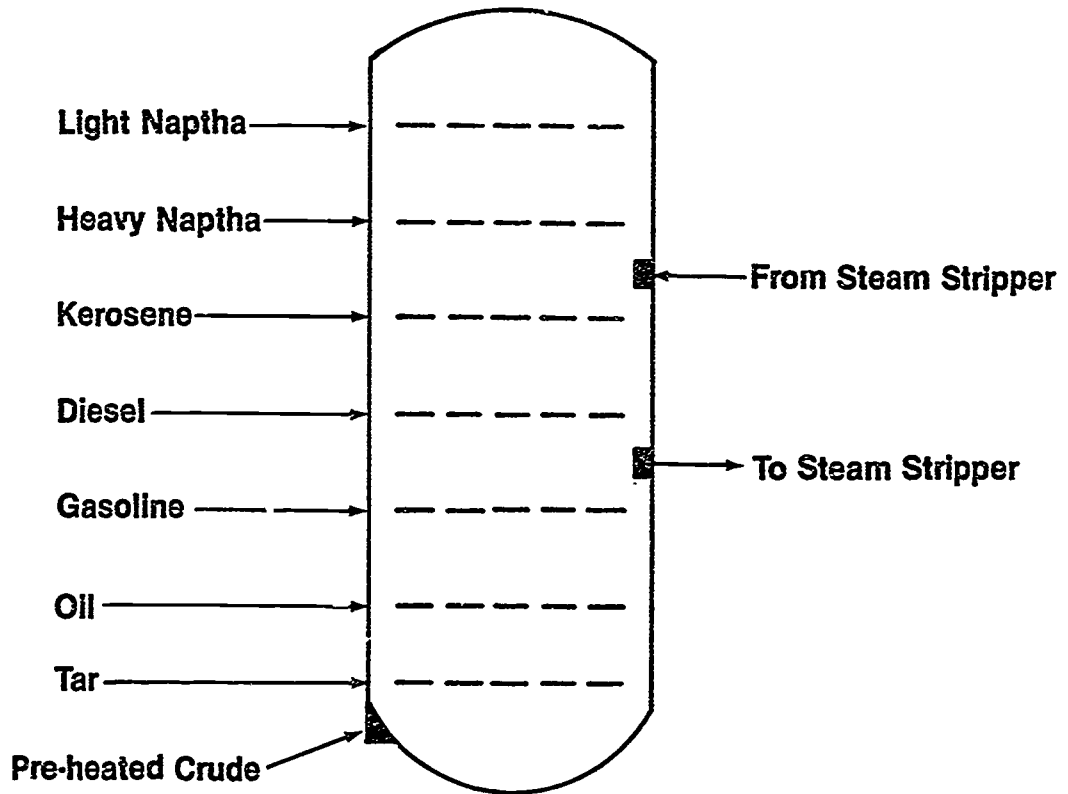 Light Naptha
Heavy Naptha
From Steam Stripper
Kerosene
Diesel
To Steam Stripper
Gasoline
Oil
Tar
Pre-heated Crude